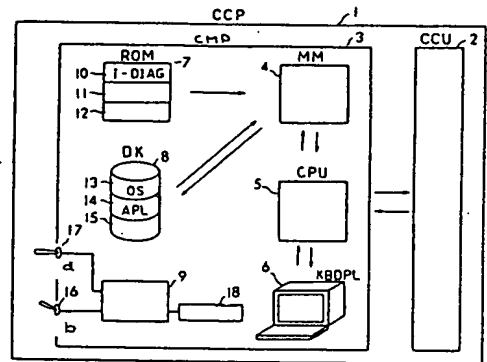 CCP 1
CMP 3
CCU 2
ROM 7
10 i-DIAG
11
12
MM
4
DK
8
13 OS
14 APL
15
CPU
5
17
a
9
18
16
b
6 KBDPL